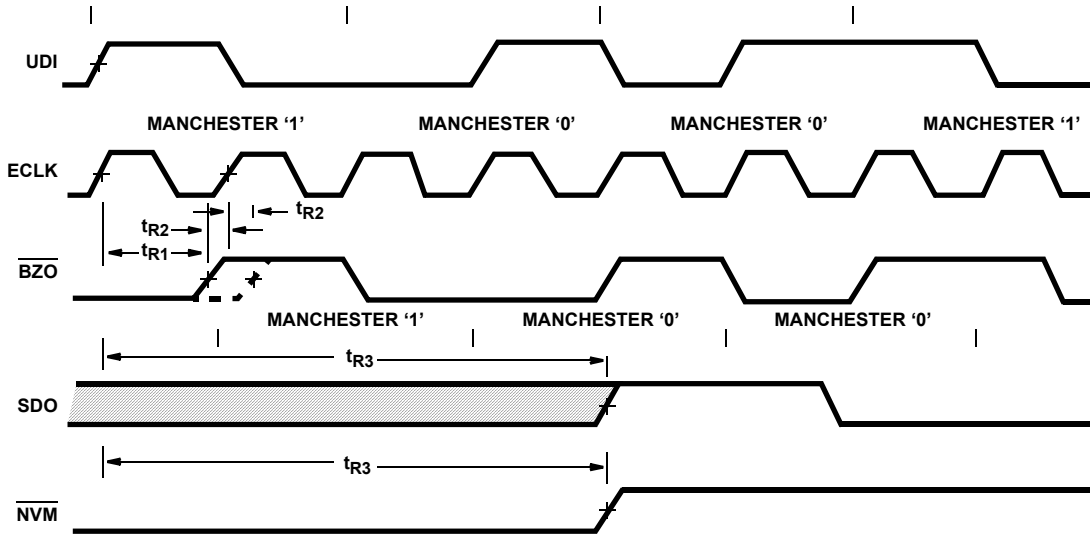 UDI
MANCHESTER ‘1’ MANCHESTER ‘0’ MANCHESTER ‘0’ MANCHESTER ‘1’
ECLK
tR2
tR2
tR1
BZO
MANCHESTER ‘1’ MANCHESTER ‘0’ MANCHESTER ‘0’
tR3
SDO
tR3
NVM